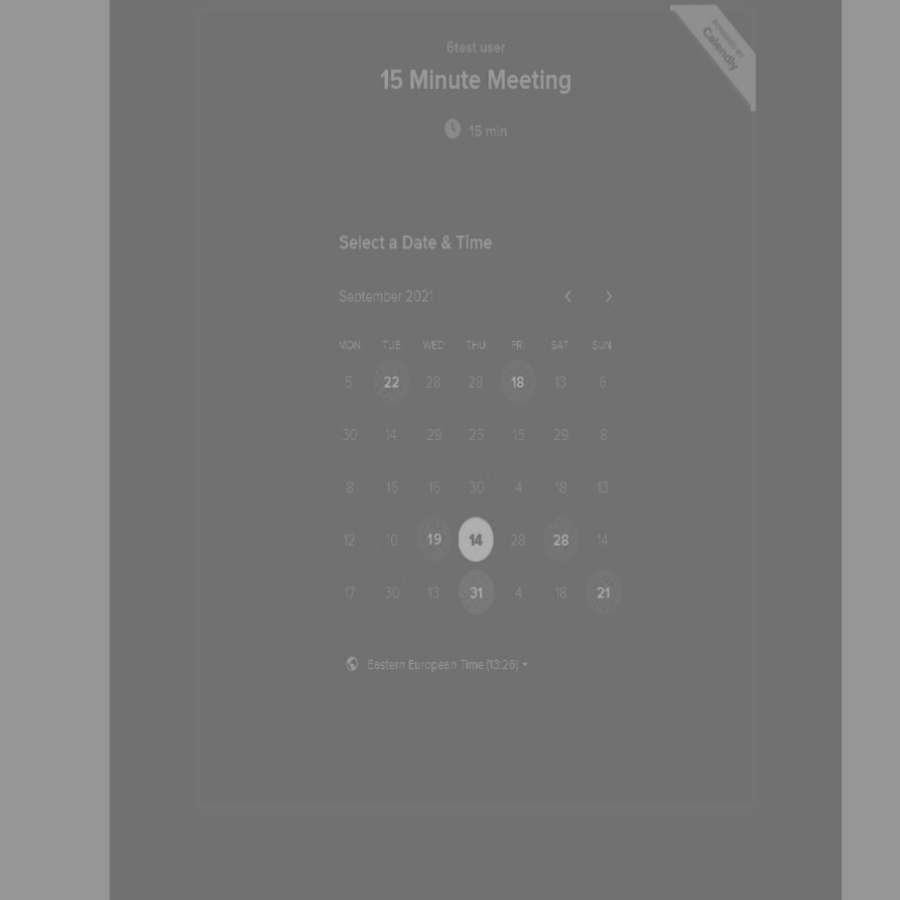 POWERED BY
Calendly
6test user
15 Minute Meeting
15 min
Select a Date & Time
September 2021
MON TUE WED THU FRI SAT SUN
5 22 28 28 18 13 6
30 14 29 25 15 29 8
8 16 15 30 4 18 13
12 10 19 14 28 28 14
17 30 13 31 4 18 21
Eastern European Time (13:26)